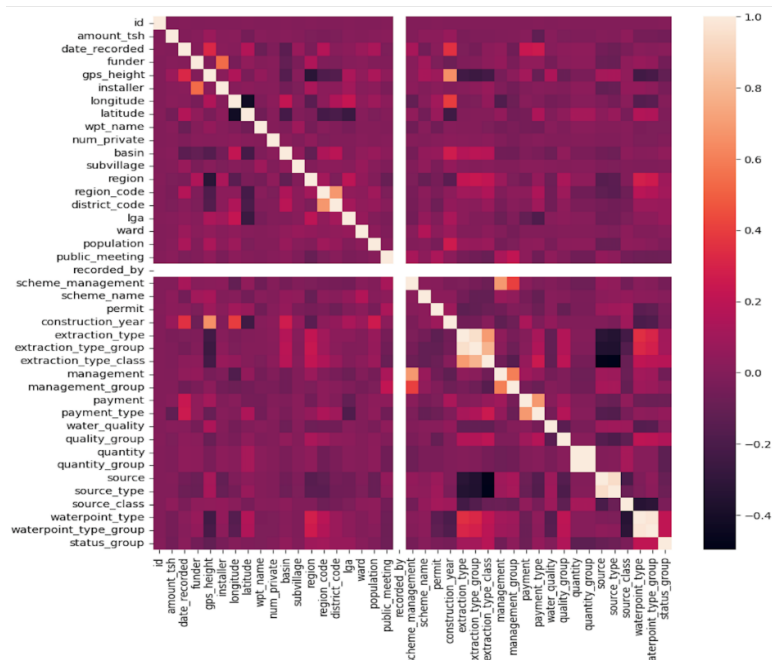 id
amount_tsh
date_recorded
funder
gps_height
installer
longitude
latitude
wpt_name
num_private
basin
subvillage
region
region_code
district_code
lga
ward
population
public_meeting
recorded_by
scheme_management
scheme_name
permit
construction_year
extraction_type
extraction_type_group
extraction_type_class
management
management_group
payment
payment_type
water_quality
quality_group
quantity
quantity_group
source
source_type
source_class
waterpoint_type
waterpoint_type_group
status_group
id
amount_tsh
date_recorded
funder
gps_height
installer
longitude
latitude
wpt_name
num_private
basin
subvillage
region
region_code
district_code
lga
ward
population
public_meeting
recorded_by
scheme_management
scheme_name
permit
construction_year
extraction_type
extraction_type_group
extraction_type_class
management
management_group
payment
payment_type
water_quality
quality_group
quantity
quantity_group
source
source_type
source_class
waterpoint_type
waterpoint_type_group
status_group
1.0
0.8
0.6
0.4
0.2
0.0
−0.2
−0.4